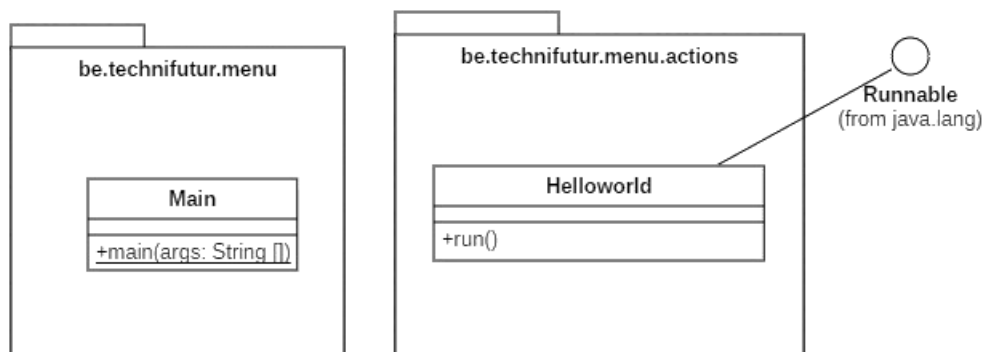 be.technifutur.menu
Main
+main(args: String [])
be.technifutur.menu.actions
Helloworld
+run()
Runnable
(from java.lang)